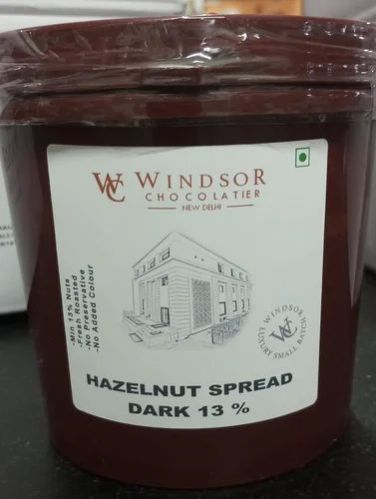 WC WINDSOR
CHOCOLATIER
NEW DELHI
-Min 13% Nuts
-Fresh Roasted
-No Preservative
-No Added Colour
WINDSOR
WC
LUXURY SMALL BATCH
HAZELNUT SPREAD
DARK 13 %